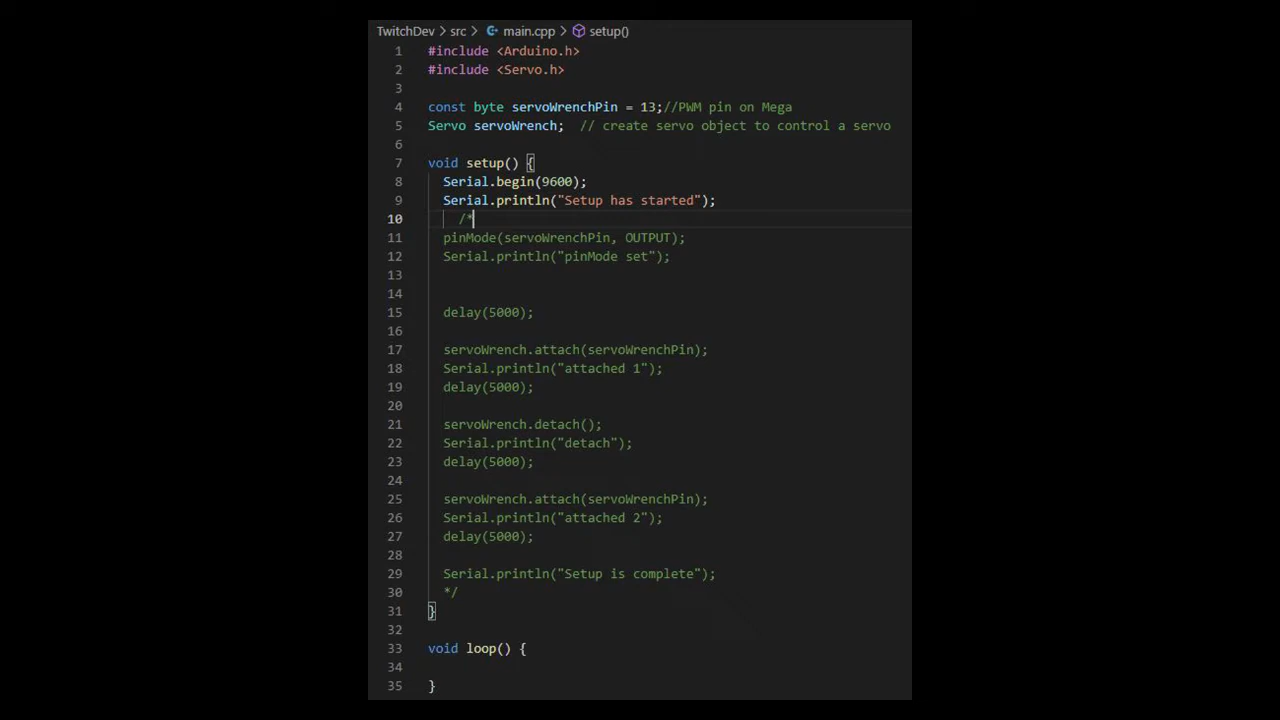 TwitchDev > src > main.cpp > setup()
1 #include <Arduino.h>
2 #include <Servo.h>
3
4 const byte servoWrenchPin = 13;//PWM pin on Mega
5 Servo servoWrench;  // create servo object to control a servo
6
7 void setup() {
8   Serial.begin(9600);
9   Serial.println("Setup has started");
10     /*
11   pinMode(servoWrenchPin, OUTPUT);
12   Serial.println("pinMode set");
13
14
15   delay(5000);
16
17   servoWrench.attach(servoWrenchPin);
18   Serial.println("attached 1");
19   delay(5000);
20
21   servoWrench.detach();
22   Serial.println("detach");
23   delay(5000);
24
25   servoWrench.attach(servoWrenchPin);
26   Serial.println("attached 2");
27   delay(5000);
28
29   Serial.println("Setup is complete");
30   */
31 }
32
33 void loop() {
34
35 }